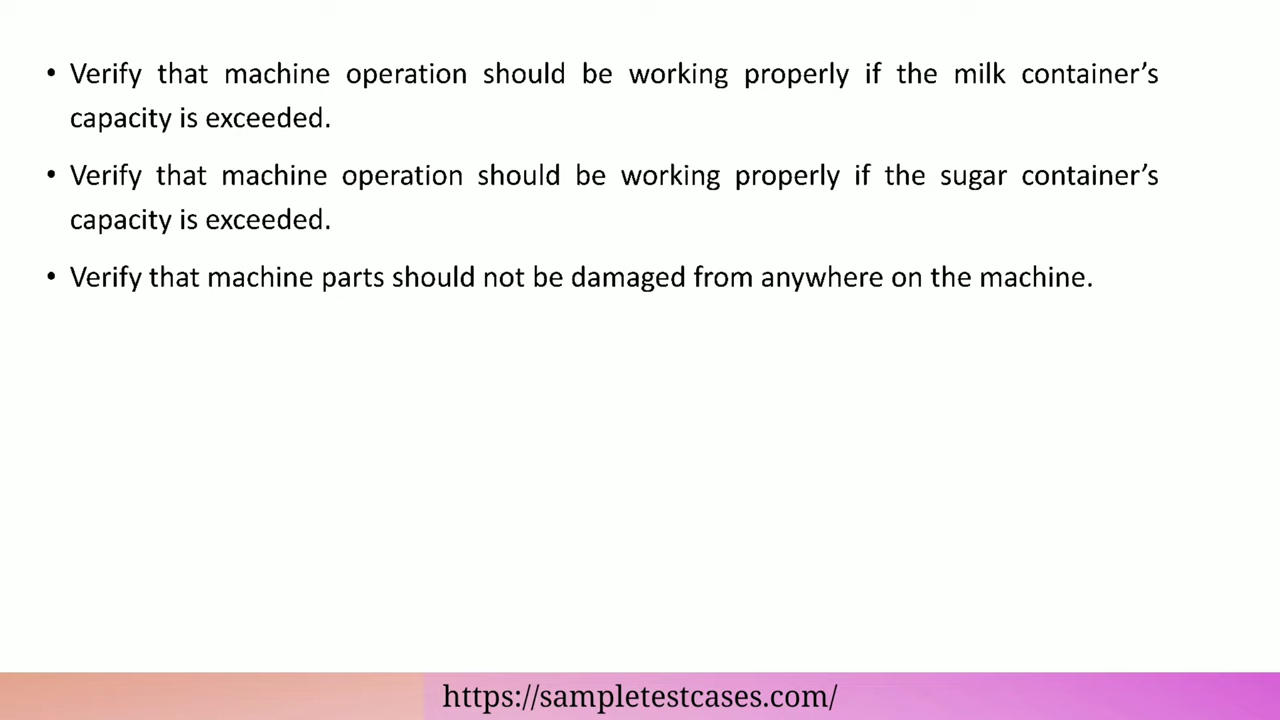 • Verify that machine operation should be working properly if the milk container’s
capacity is exceeded.
• Verify that machine operation should be working properly if the sugar container’s
capacity is exceeded.
• Verify that machine parts should not be damaged from anywhere on the machine.
https://sampletestcases.com/